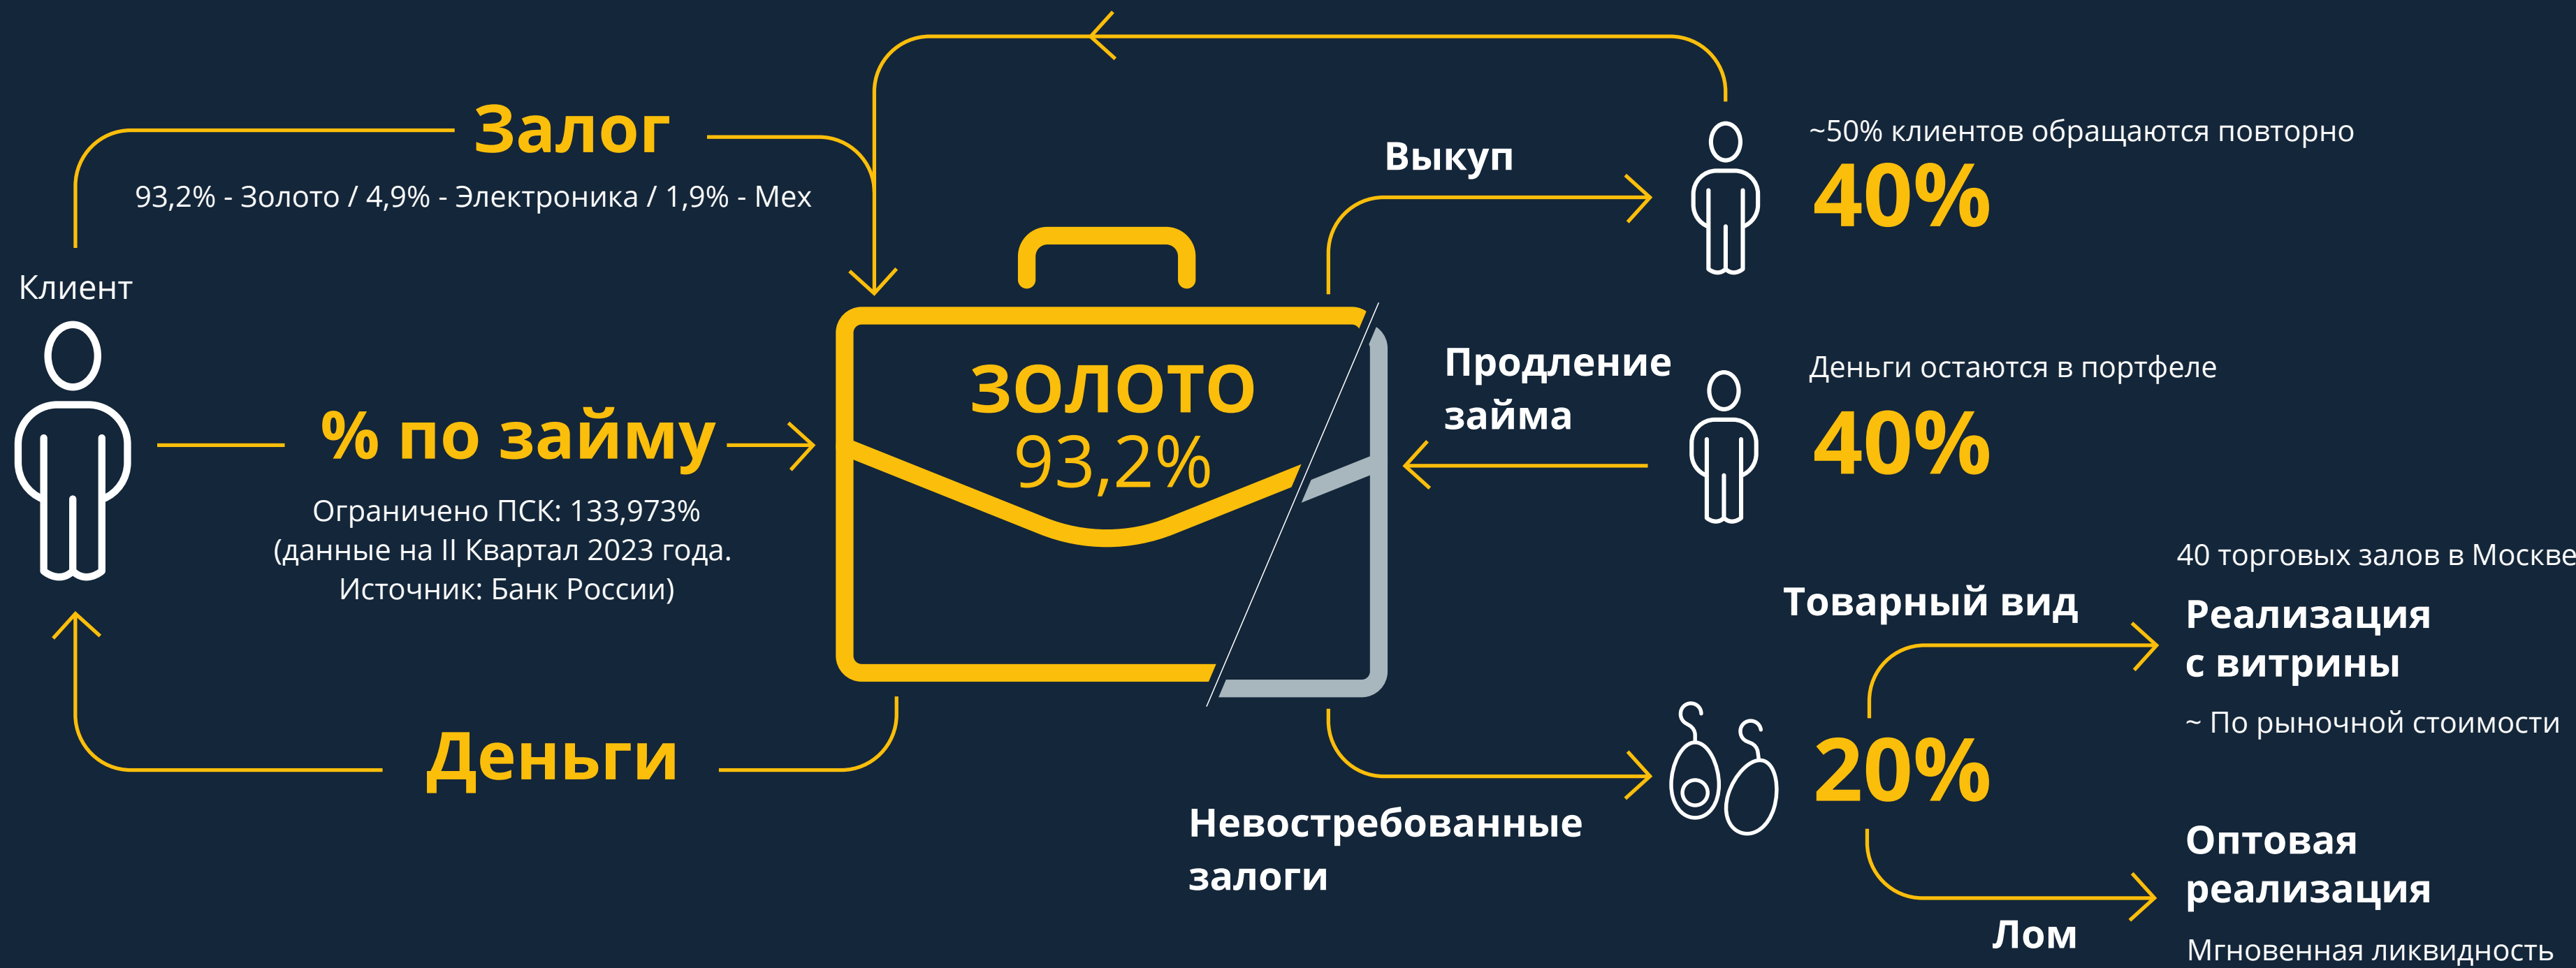 Залог
93,2% - Золото / 4,9% - Электроника / 1,9% - Мех
Клиент
% по займу
Ограничено ПСК: 133,973%
(данные на II Квартал 2023 года.
Источник: Банк России)
Деньги
ЗОЛОТО
93,2%
Выкуп
~50% клиентов обращаются повторно
40%
Продление
займа
Деньги остаются в портфеле
40%
Невостребованные
залоги
20%
Товарный вид
40 торговых залов в Москве
Реализация
с витрины
~ По рыночной стоимости
Лом
Оптовая
реализация
Мгновенная ликвидность